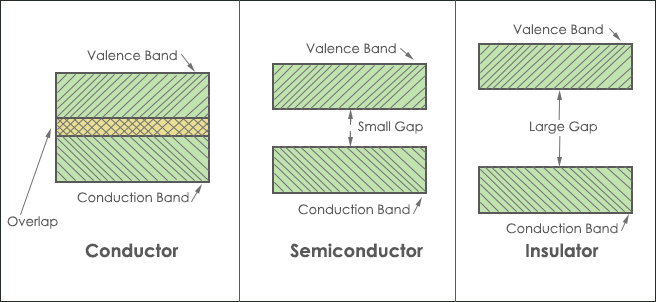 Valence Band
Overlap
Conduction Band
Conductor
Valence Band
Small Gap
Conduction Band
Semiconductor
Valence Band
Large Gap
Conduction Band
Insulator